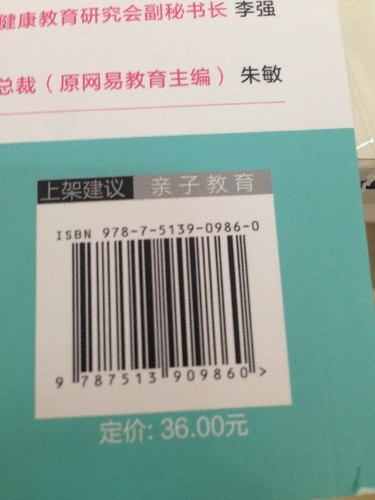 健康教育研究会副秘书长 李强
总裁（原网易教育主编） 朱敏
上架建议 亲子教育
ISBN 978-7-5139-0986-0
9 787513 909860 >
定价: 36.00元